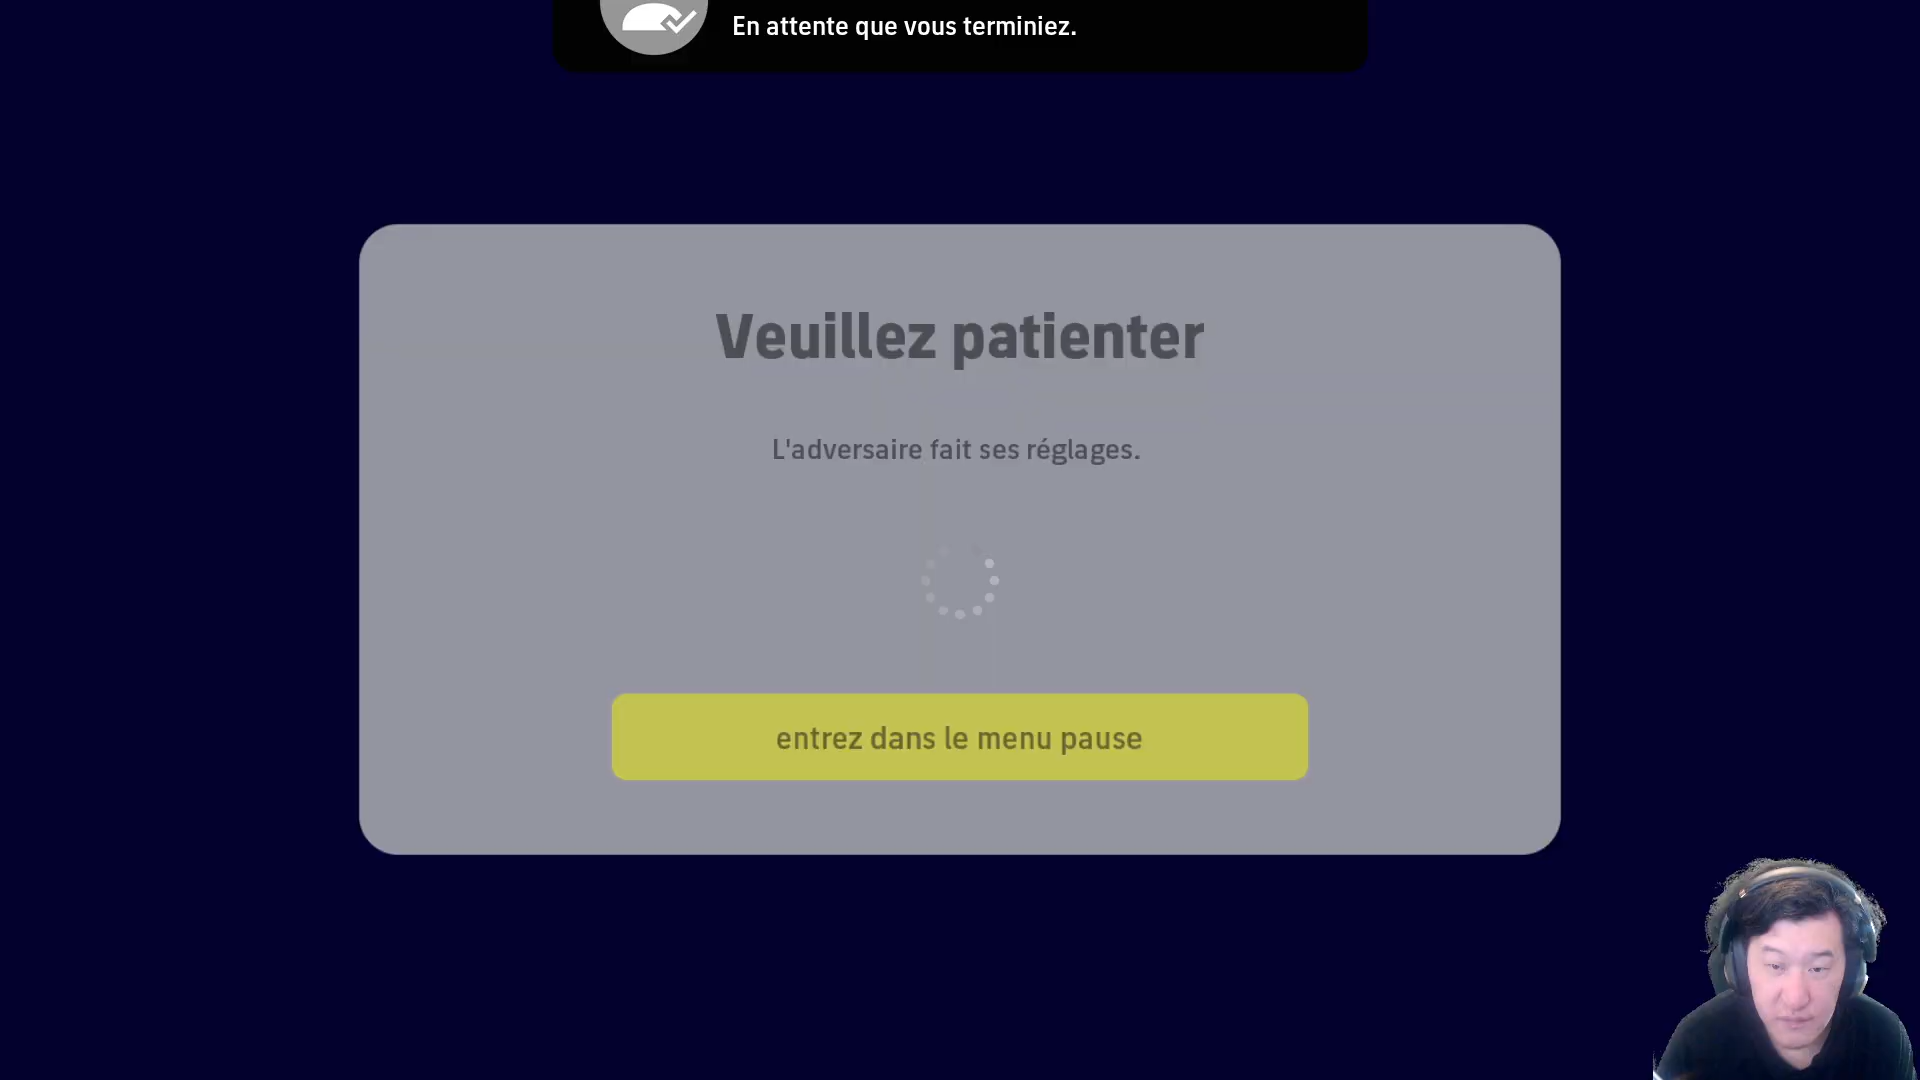 En attente que vous terminiez.
Veuillez patienter
L'adversaire fait ses réglages.
entrez dans le menu pause